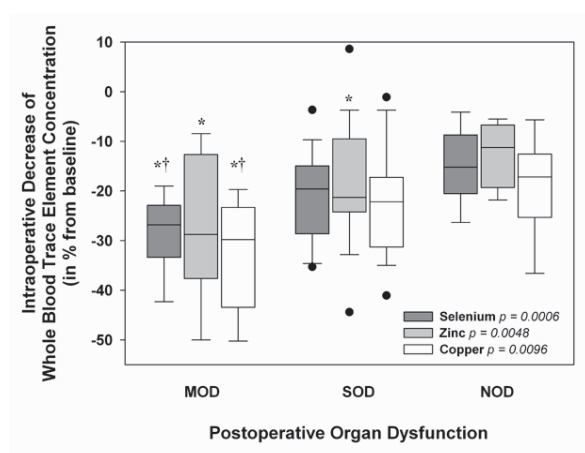 Intraoperative Decrease of
Whole Blood Trace Element Concentration
(in % from baseline)
10
0
-10
-20
-30
-40
-50
*†
*
*†
*
Selenium p = 0.0006
Zinc p = 0.0048
Copper p = 0.0096
MOD SOD NOD
Postoperative Organ Dysfunction